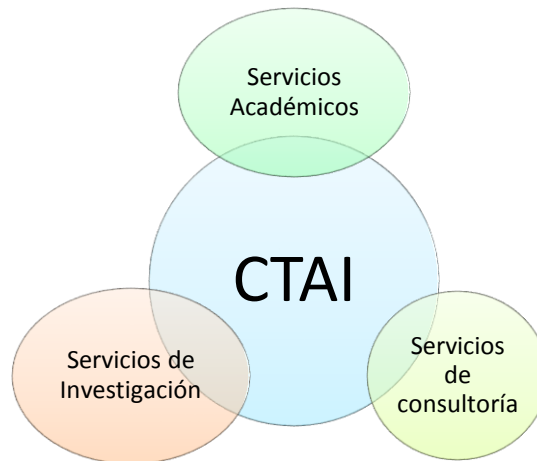 Servicios
Académicos
CTAI
Servicios de
Investigación
Servicios
de
consultoría